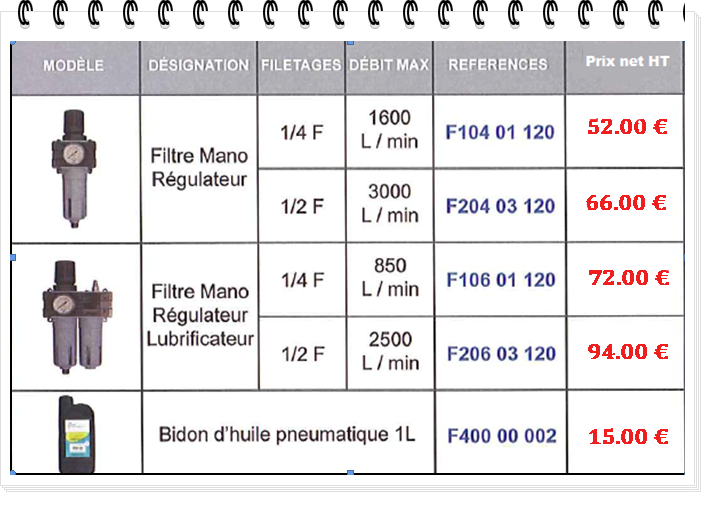 MODÈLE DÉSIGNATION FILETAGES DÉBIT MAX REFERENCES Prix net HT
Filtre Mano
Régulateur
1/4 F
1600
L / min
F104 01 120
52.00 €
1/2 F
3000
L / min
F204 03 120
66.00 €
Filtre Mano
Régulateur
Lubrificateur
1/4 F
850
L / min
F106 01 120
72.00 €
1/2 F
2500
L / min
F206 03 120
94.00 €
Bidon d'huile pneumatique 1L
F400 00 002
15.00 €